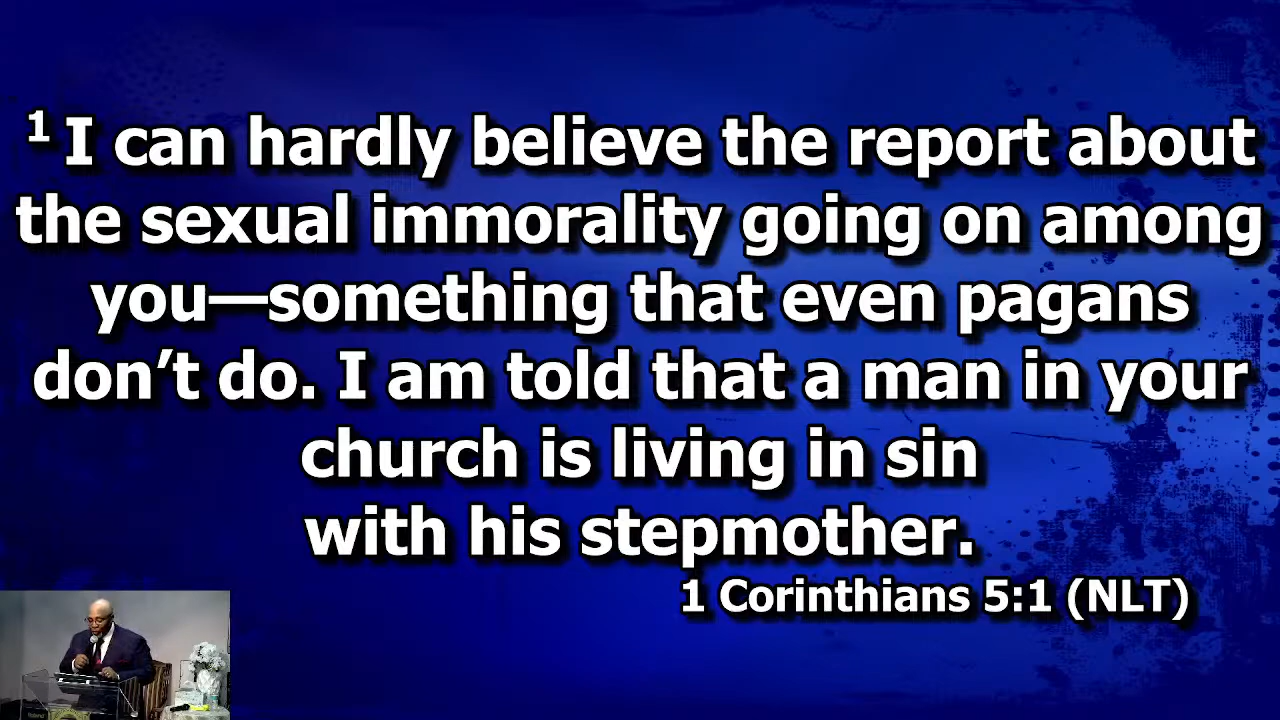 1 I can hardly believe the report about
the sexual immorality going on among
you—something that even pagans
don’t do. I am told that a man in your
church is living in sin
with his stepmother.
1 Corinthians 5:1 (NLT)